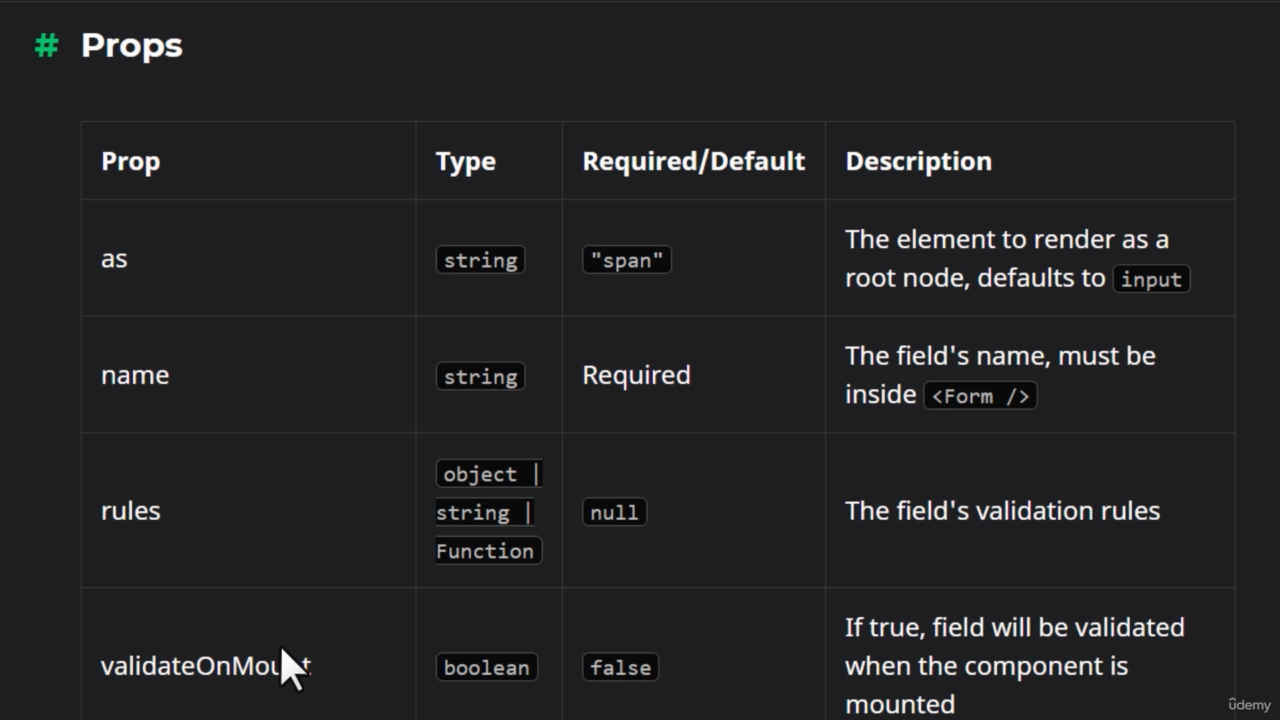 # Props
Prop Type Required/Default Description
as string "span" The element to render as a
root node, defaults to input
name string Required The field's name, must be
inside <Form />
rules object |
string |
Function null The field's validation rules
validateOnMount boolean false If true, field will be validated
when the component is
mounted
ûdemy